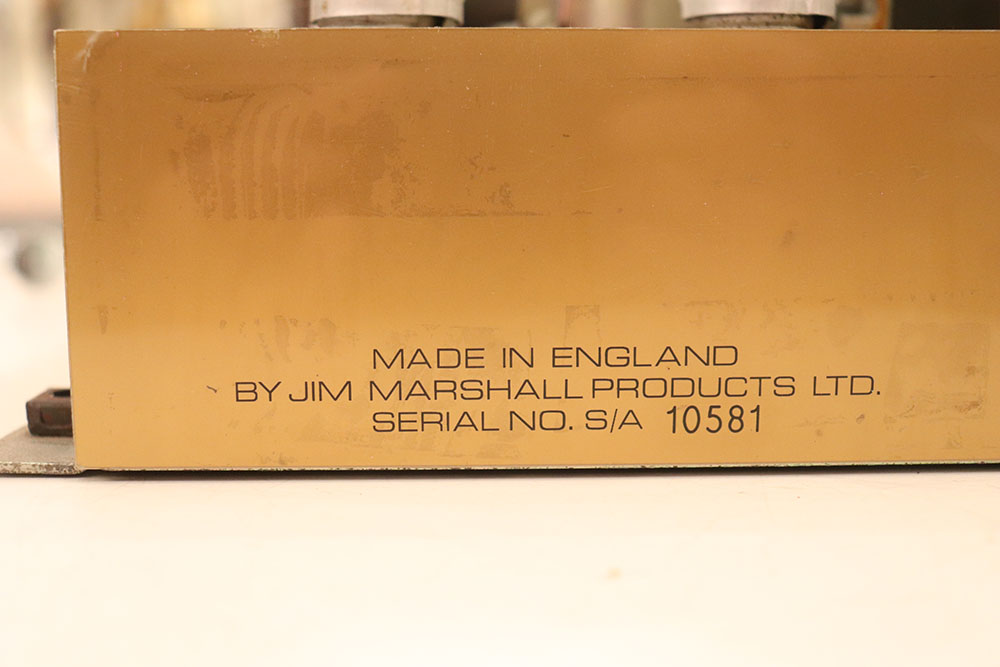 MADE IN ENGLAND
BY JIM MARSHALL PRODUCTS LTD.
SERIAL NO. S/A 10581